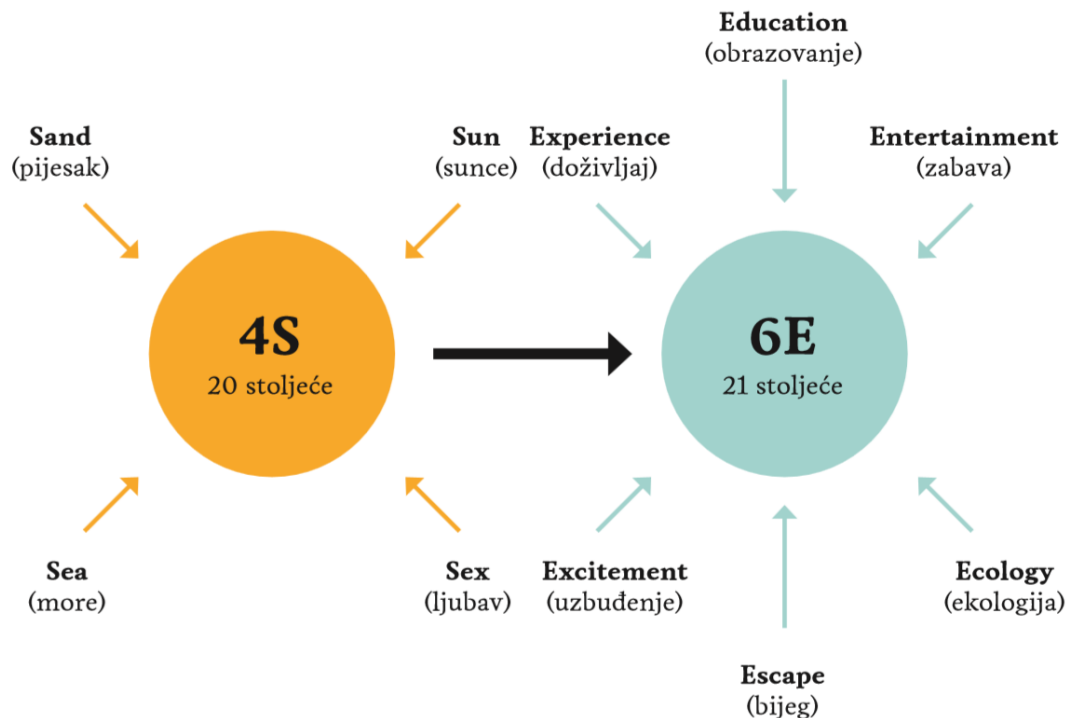 Education
(obrazovanje)
Sand
(pijesak)
Sun
(sunce)
Experience
(doživljaj)
Entertainment
(zabava)
4S
20 stoljeće
6E
21 stoljeće
Sea
(more)
Sex
(ljubav)
Excitement
(uzbuđenje)
Ecology
(ekologija)
Escape
(bijeg)